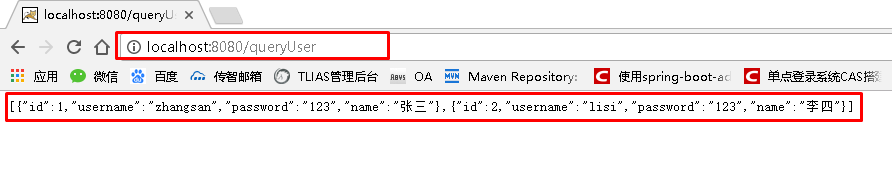 localhost:8080/queryU
localhost:8080/queryUser
应用 微信 百度 传智邮箱 TLIAS管理后台 OA Maven Repository: 使用spring-boot-ad 单点登录系统CAS搭
[{"id":1,"username":"zhangsan","password":"123","name":"张三"},{"id":2,"username":"lisi","password":"123","name":"李四"}]